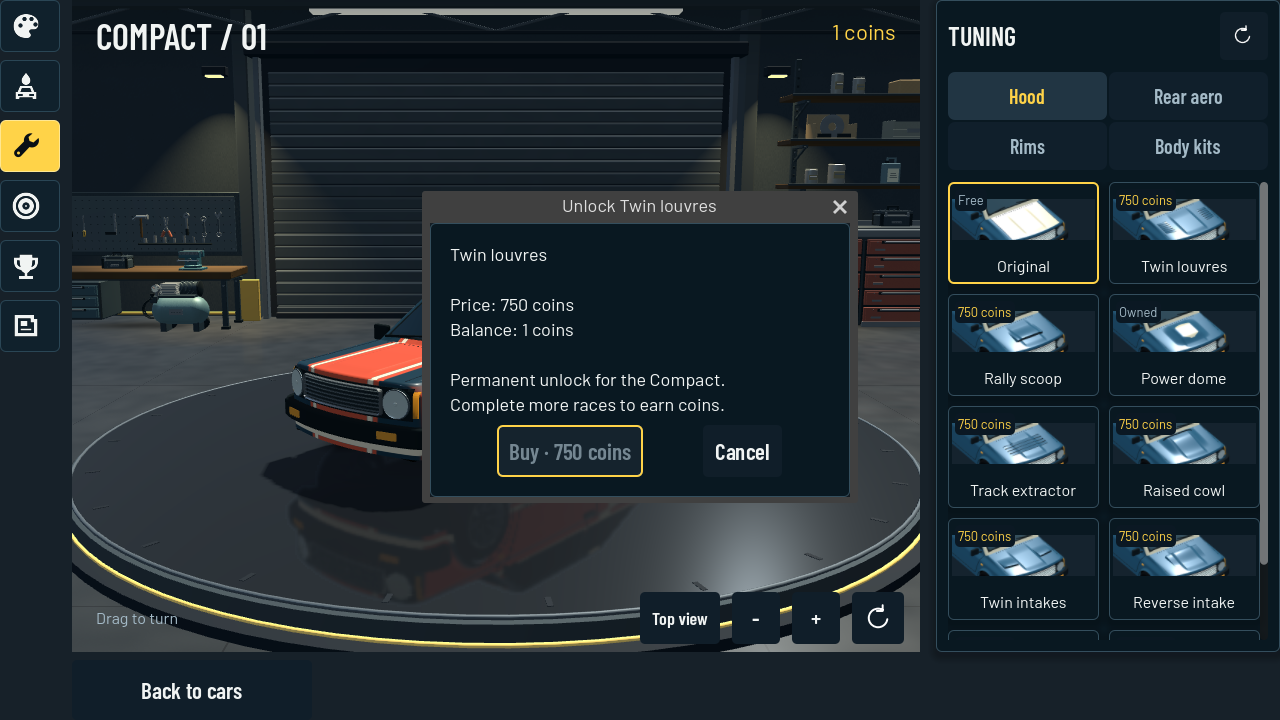 COMPACT / 01
1 coins
TUNING
Hood
Rear aero
Rims
Body kits
Free
Original
750 coins
Twin louvres
750 coins
Rally scoop
Owned
Power dome
750 coins
Track extractor
750 coins
Raised cowl
750 coins
Twin intakes
750 coins
Reverse intake
Unlock Twin louvres
Twin louvres
Price: 750 coins
Balance: 1 coins
Permanent unlock for the Compact.
Complete more races to earn coins.
Buy · 750 coins
Cancel
Drag to turn
Top view
-
+
Back to cars